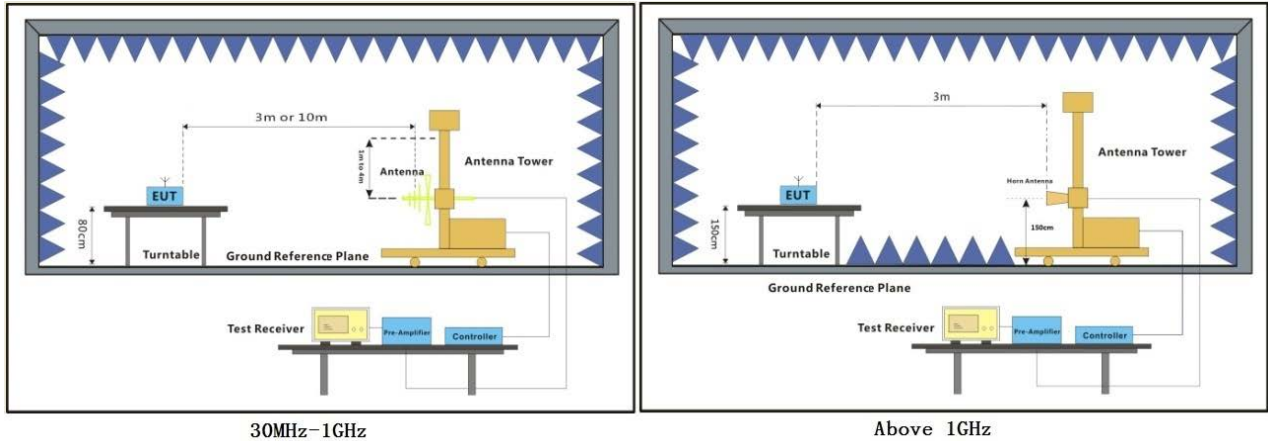 3m or 10m
1m to 4m
Antenna
Antenna Tower
EUT
80cm
Turntable
Ground Reference Plane
Test Receiver
Pre-Amplifier
Controller
30MHz-1GHz
3m
Antenna Tower
Horn Antenna
EUT
150cm
150cm
Turntable
Ground Reference Plane
Test Receiver
Pre-Amplifier
Controller
Above 1GHz